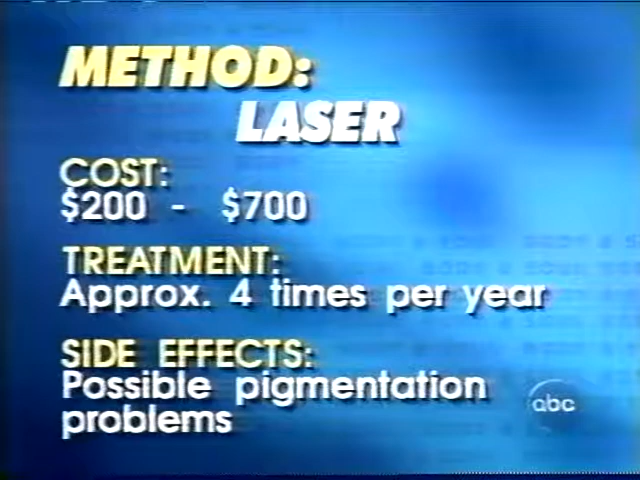 METHOD:
LASER
COST:
$200 - $700
TREATMENT:
Approx. 4 times per year
SIDE EFFECTS:
Possible pigmentation
problems
abc